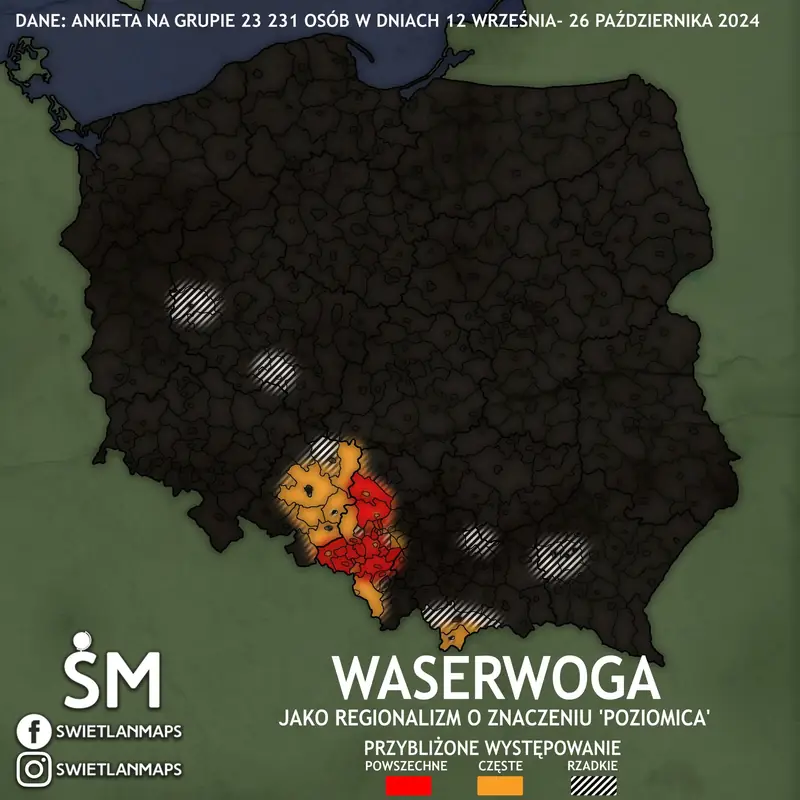 DANE: ANKIETA NA GRUPIE 23 231 OSÓB W DNIACH 12 WRZEŚNIA- 26 PAŹDZIERNIKA 2024
ŚM
SWIETLANMAPS
SWIETLANMAPS
WASERWOGA
JAKO REGIONALIZM O ZNACZENIU 'POZIOMICA'
PRZYBLIŻONE WYSTĘPOWANIE
POWSZECHNE CZĘSTE RZADKIE